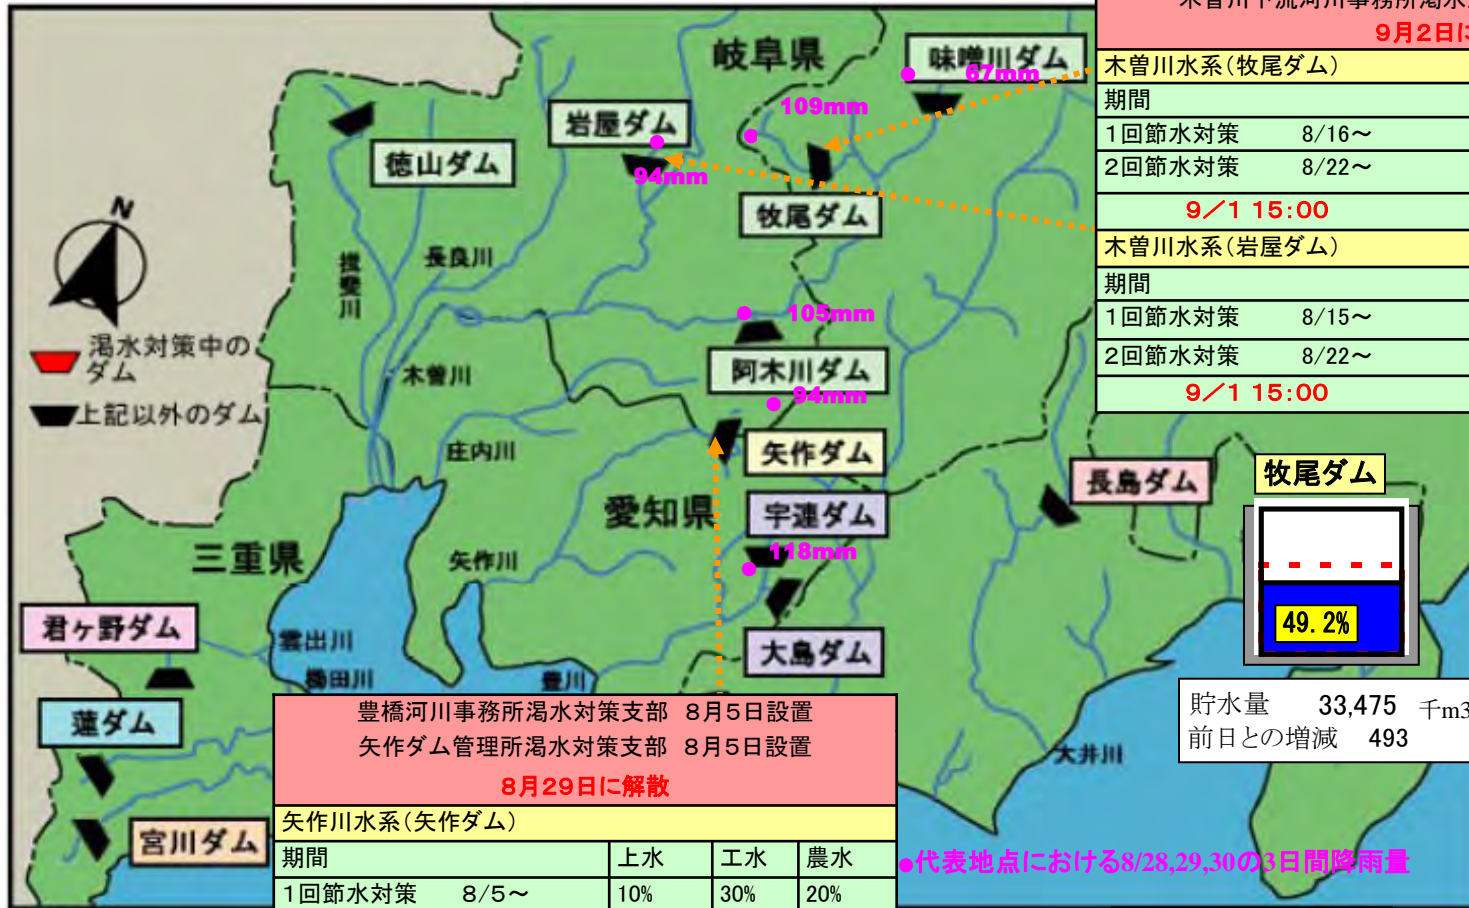 木曽川下流河川事務所渇水
9月2日に
木曽川水系(牧尾ダム)
期間
1回節水対策 8/16～
2回節水対策 8/22～
9／1 15:00
木曽川水系(岩屋ダム)
期間
1回節水対策 8/15～
2回節水対策 8/22～
9／1 15:00
岐阜県
味噌川ダム
67mm
109mm
岩屋ダム
94mm
徳山ダム
牧尾ダム
N
揖斐川
長良川
105mm
渇水対策中の
ダム
上記以外のダム
木曽川
阿木川ダム
94mm
庄内川
矢作ダム
長島ダム
牧尾ダム
愛知県
宇連ダム
三重県
矢作川
118mm
49.2%
君ヶ野ダム
雲出川
大島ダム
櫛田川
豊川
蓮ダム
貯水量 33,475 千m3
前日との増減 493
大井川
宮川ダム
豊橋河川事務所渇水対策支部 8月5日設置
矢作ダム管理所渇水対策支部 8月5日設置
8月29日に解散
矢作川水系(矢作ダム)
期間 上水 工水 農水
1回節水対策 8/5～ 10% 30% 20%
●代表地点における8/28,29,30の3日間降雨量